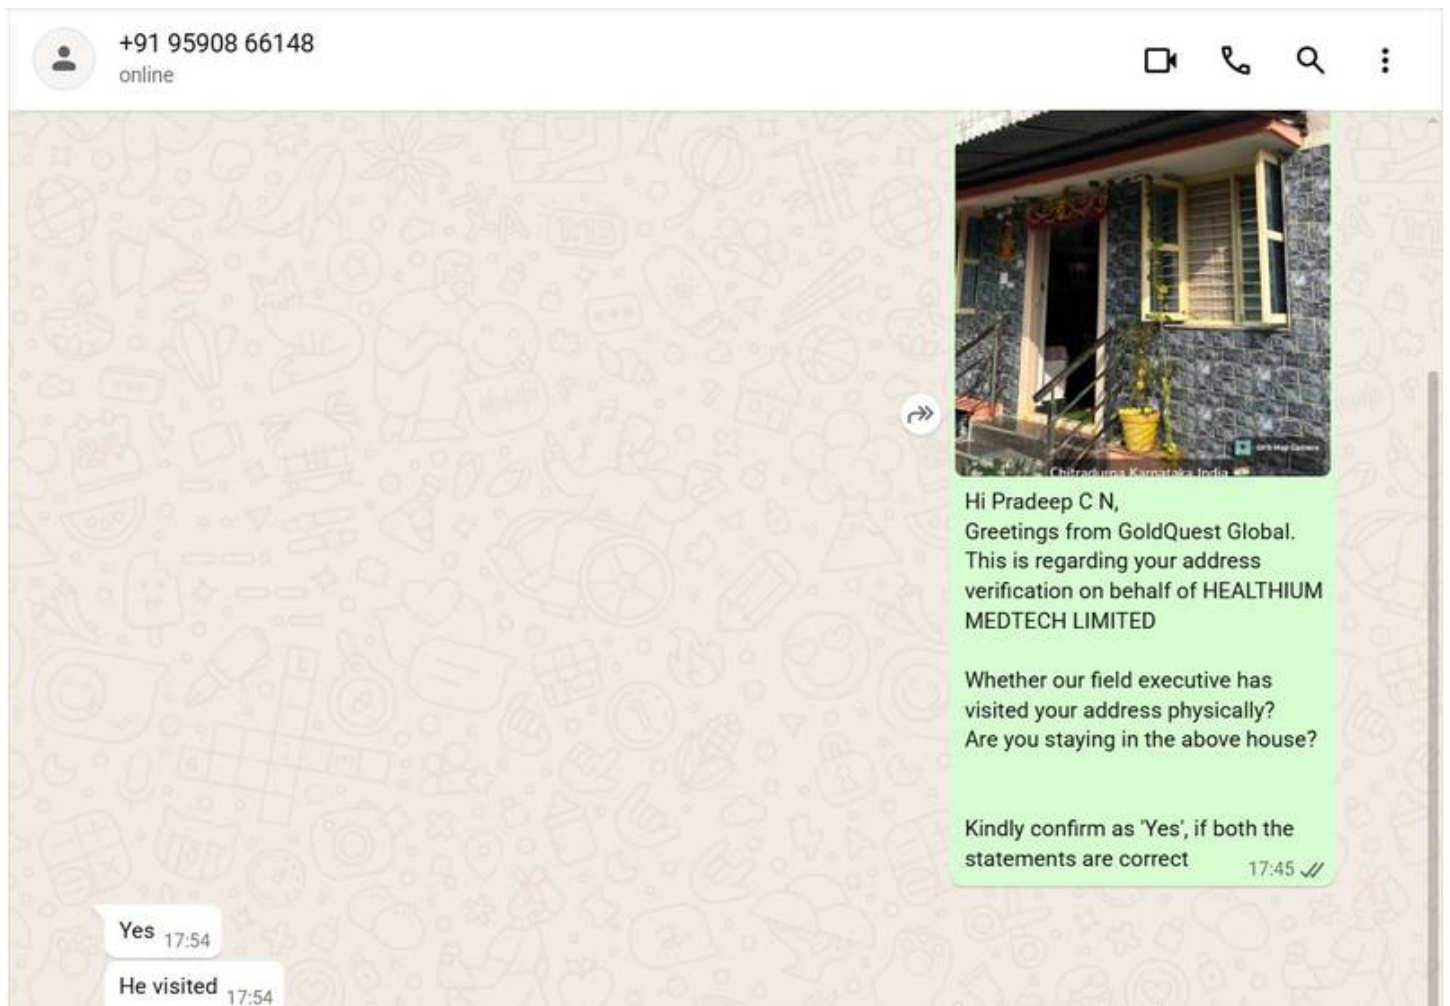 +91 95908 66148
online
GPS Map Camera
Chitradurga Karnataka India
Hi Pradeep C N,
Greetings from GoldQuest Global.
This is regarding your address
verification on behalf of HEALTHIUM
MEDTECH LIMITED
Whether our field executive has
visited your address physically?
Are you staying in the above house?
Kindly confirm as 'Yes', if both the
statements are correct
17:45
Yes 17:54
He visited 17:54